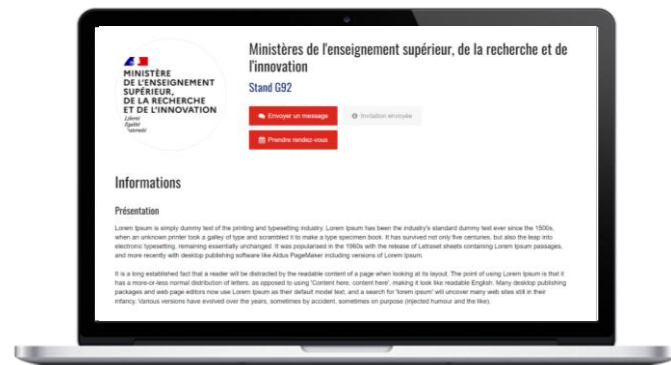 MINISTÈRE
DE L'ENSEIGNEMENT
SUPÉRIEUR,
DE LA RECHERCHE
ET DE L'INNOVATION
Liberté
Égalité
Fraternité
Ministères de l'enseignement supérieur, de la recherche et de
l'innovation
Stand G92
Envoyer un message
Invitation envoyée
Prendre rendez-vous
Informations
Présentation
Lorem Ipsum is simply dummy text of the printing and typesetting industry. Lorem Ipsum has been the industry's standard dummy text ever since the 1500s,
when an unknown printer took a galley of type and scrambled it to make a type specimen book. It has survived not only five centuries, but also the leap into
electronic typesetting, remaining essentially unchanged. It was popularised in the 1960s with the release of Letraset sheets containing Lorem Ipsum passages,
and more recently with desktop publishing software like Aldus PageMaker including versions of Lorem Ipsum.
It is a long established fact that a reader will be distracted by the readable content of a page when looking at its layout. The point of using Lorem Ipsum is that it
has a more-or-less normal distribution of letters, as opposed to using 'Content here, content here', making it look like readable English. Many desktop publishing
packages and web page editors now use Lorem Ipsum as their default model text, and a search for 'lorem ipsum' will uncover many web sites still in their
infancy. Various versions have evolved over the years, sometimes by accident, sometimes on purpose (injected humour and the like).